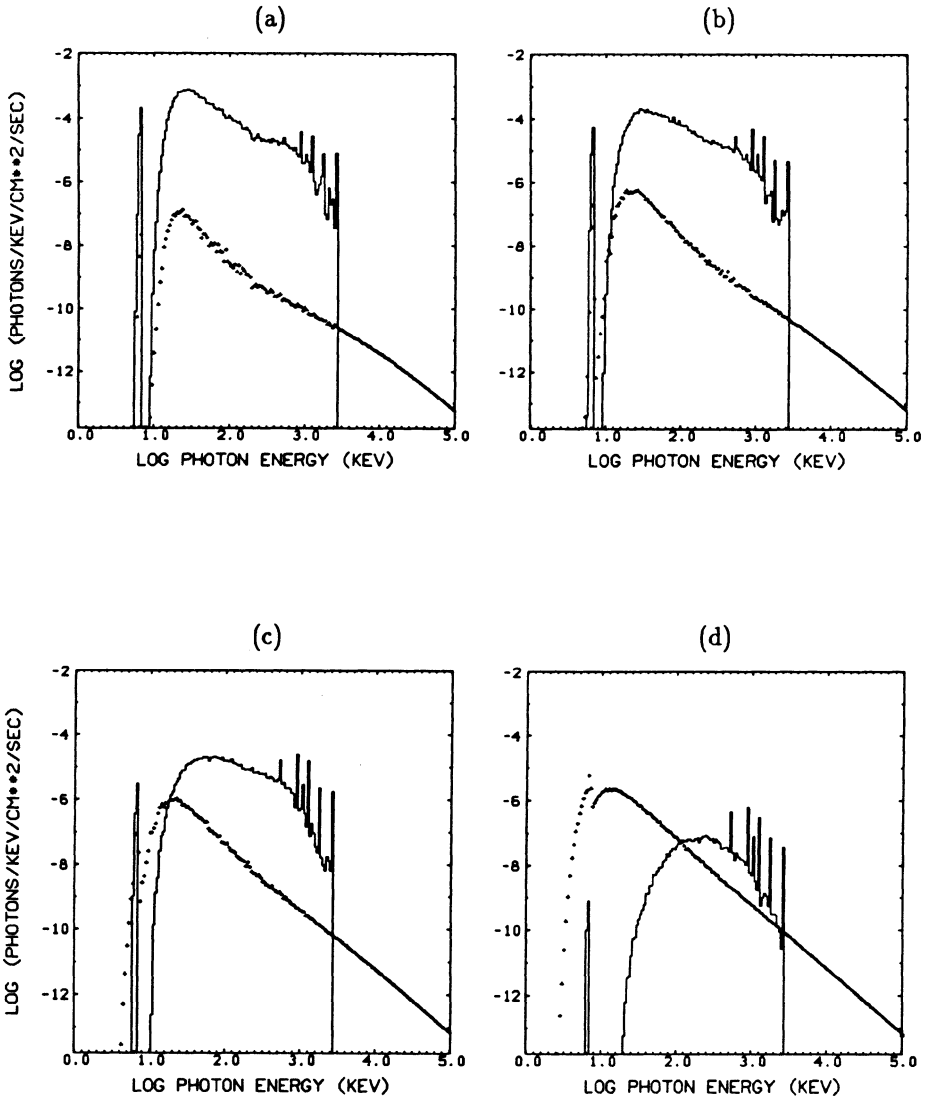 (a)
(b)
-2
-4
-6
-8
-10
-12
LOG (PHOTONS/KEV/CM**2/SEC)
0.0 1.0 2.0 3.0 4.0 5.0
LOG PHOTON ENERGY (KEV)
-2
-4
-6
-8
-10
-12
0.0 1.0 2.0 3.0 4.0 5.0
LOG PHOTON ENERGY (KEV)
(c)
(d)
-2
-4
-6
-8
-10
-12
LOG (PHOTONS/KEV/CM**2/SEC)
0.0 1.0 2.0 3.0 4.0 5.0
LOG PHOTON ENERGY (KEV)
-2
-4
-6
-8
-10
-12
0.0 1.0 2.0 3.0 4.0 5.0
LOG PHOTON ENERGY (KEV)